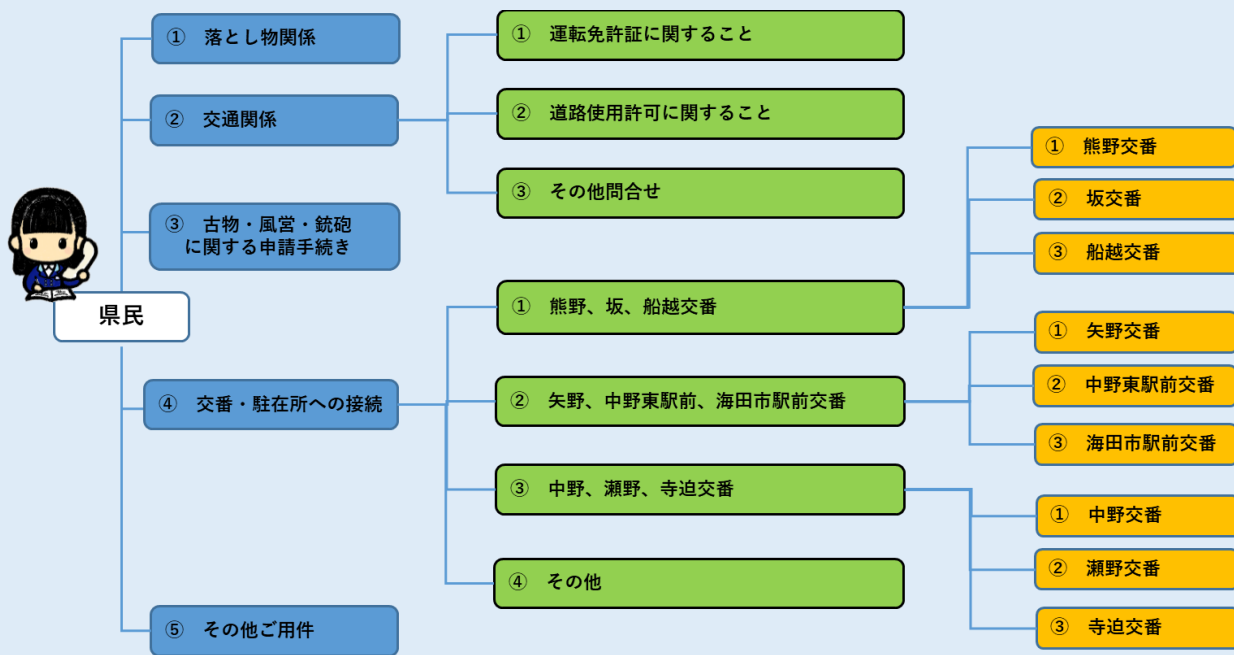 ① 落とし物関係
② 交通関係
③ 古物・風営・銃砲
に関する申請手続き
県民
④ 交番・駐在所への接続
⑤ その他ご用件
① 運転免許証に関すること
② 道路使用許可に関すること
③ その他問合せ
① 熊野、坂、船越交番
② 矢野、中野東駅前、海田市駅前交番
③ 中野、瀬野、寺迫交番
④ その他
① 熊野交番
② 坂交番
③ 船越交番
① 矢野交番
② 中野東駅前交番
③ 海田市駅前交番
① 中野交番
② 瀬野交番
③ 寺迫交番